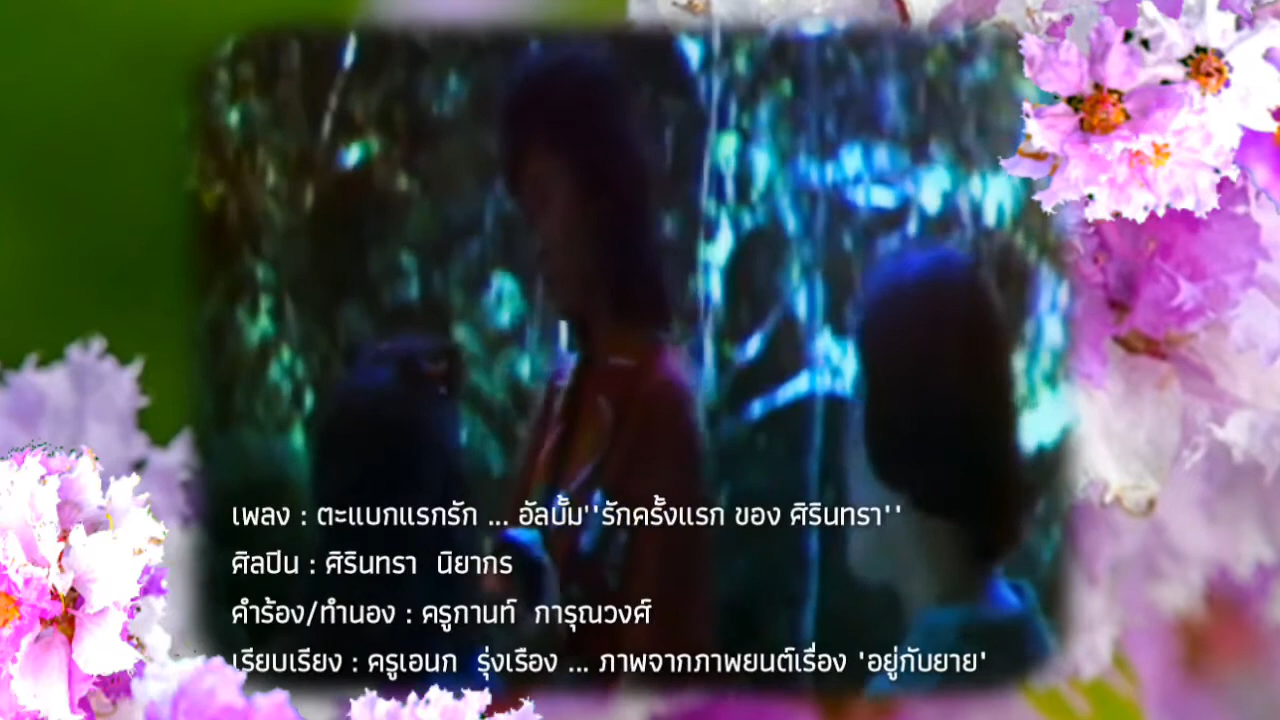 เพลง : ตะแบกแรกรัก ... อัลบั้ม''รักครั้งแรก ของ ศิรินทรา''
ศิลปิน : ศิรินทรา  นิยากร
คำร้อง/ทำนอง : ครูกานท์  การุณวงศ์
เรียบเรียง : ครูเอนก  รุ่งเรือง ... ภาพจากภาพยนต์เรื่อง 'อยู่กับยาย'